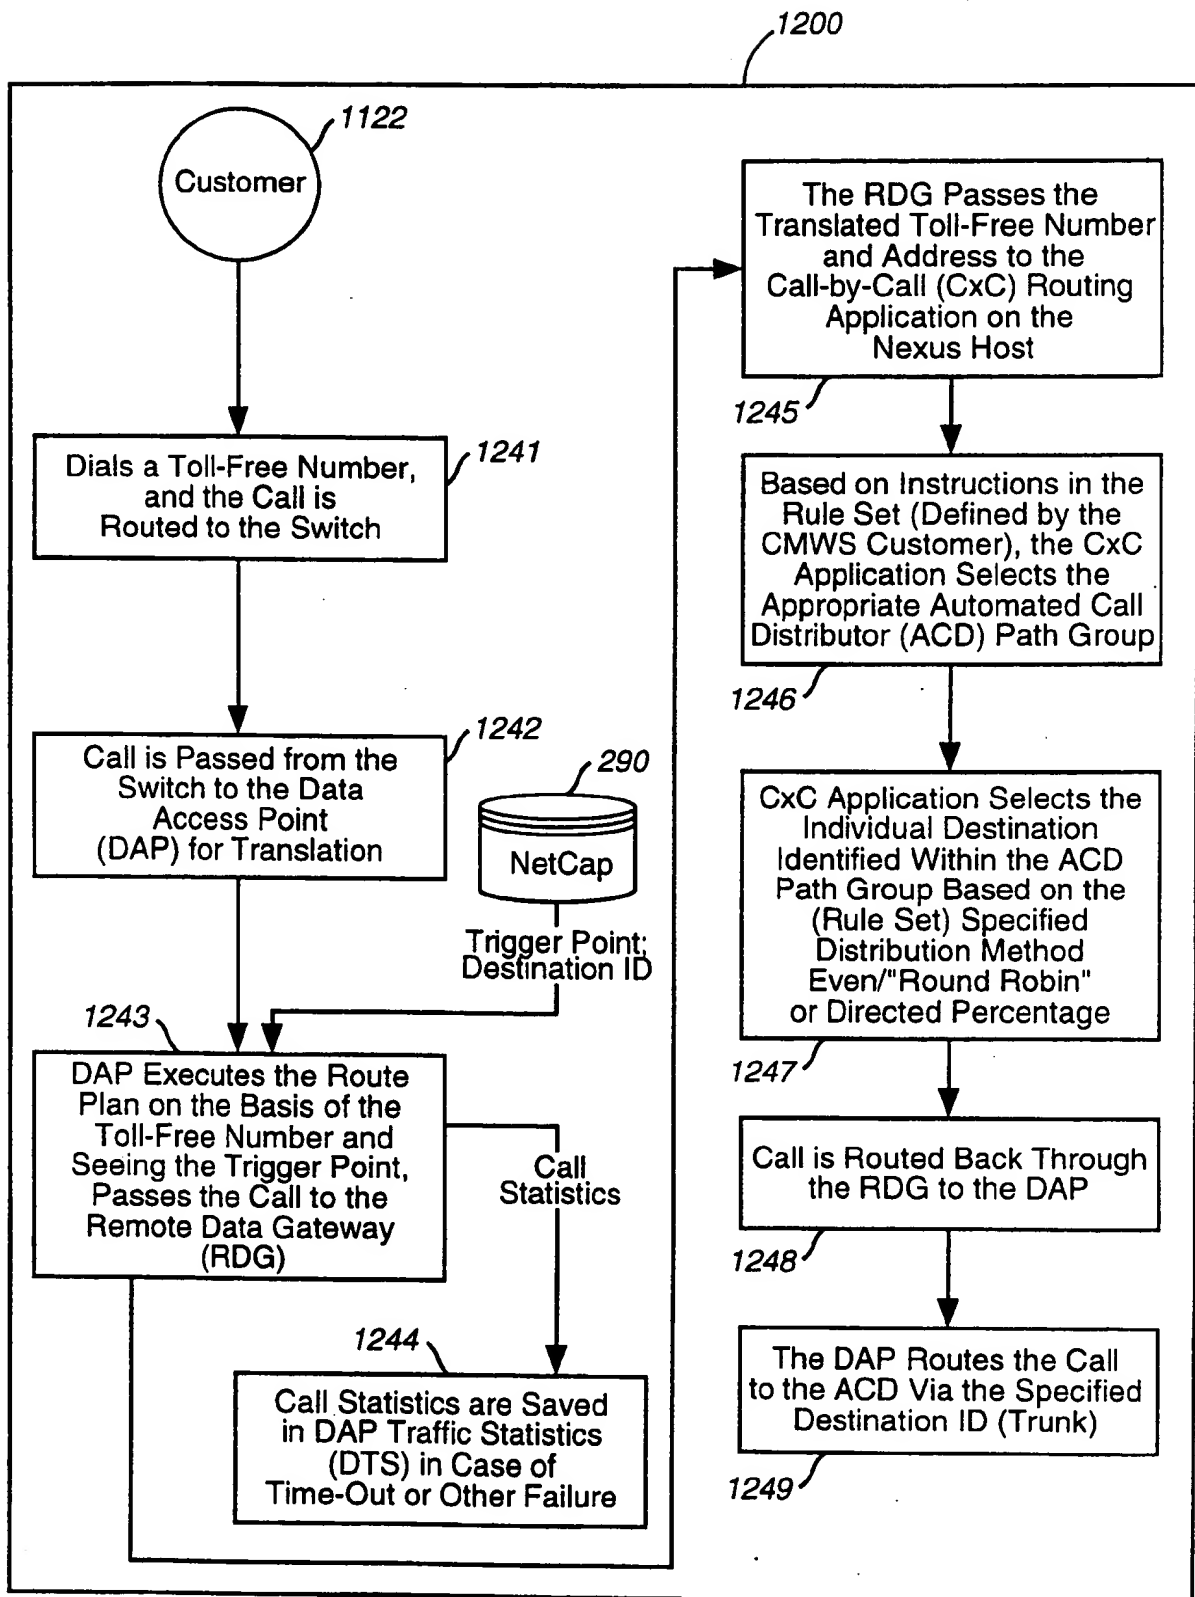 1200
1122
Customer
1241
Dials a Toll-Free Number,
and the Call is
Routed to the Switch
1242
Call is Passed from the
Switch to the Data
Access Point
(DAP) for Translation
290
NetCap
Trigger Point;
Destination ID
1243
DAP Executes the Route
Plan on the Basis of the
Toll-Free Number and
Seeing the Trigger Point,
Passes the Call to the
Remote Data Gateway
(RDG)
Call
Statistics
1244
Call Statistics are Saved
in DAP Traffic Statistics
(DTS) in Case of
Time-Out or Other Failure
The RDG Passes the
Translated Toll-Free Number
and Address to the
Call-by-Call (CxC) Routing
Application on the
Nexus Host
1245
Based on Instructions in the
Rule Set (Defined by the
CMWS Customer), the CxC
Application Selects the
Appropriate Automated Call
Distributor (ACD) Path Group
1246
CxC Application Selects the
Individual Destination
Identified Within the ACD
Path Group Based on the
(Rule Set) Specified
Distribution Method
Even/"Round Robin"
or Directed Percentage
1247
Call is Routed Back Through
the RDG to the DAP
1248
The DAP Routes the Call
to the ACD Via the Specified
Destination ID (Trunk)
1249